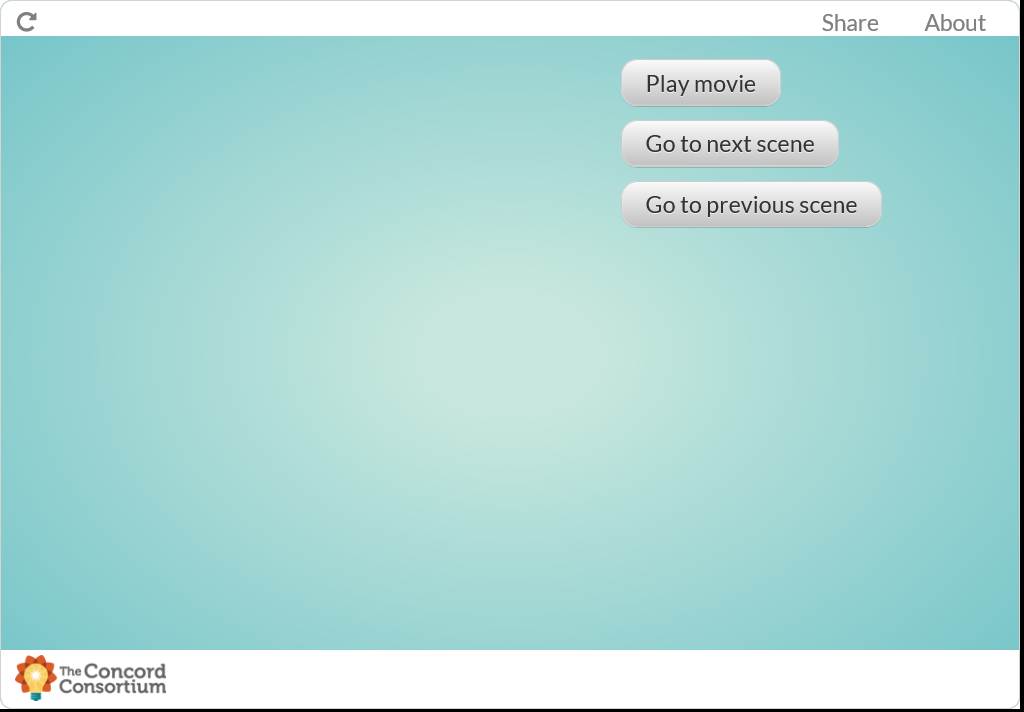 Share About
Play movie
Go to next scene
Go to previous scene
The Concord
Consortium